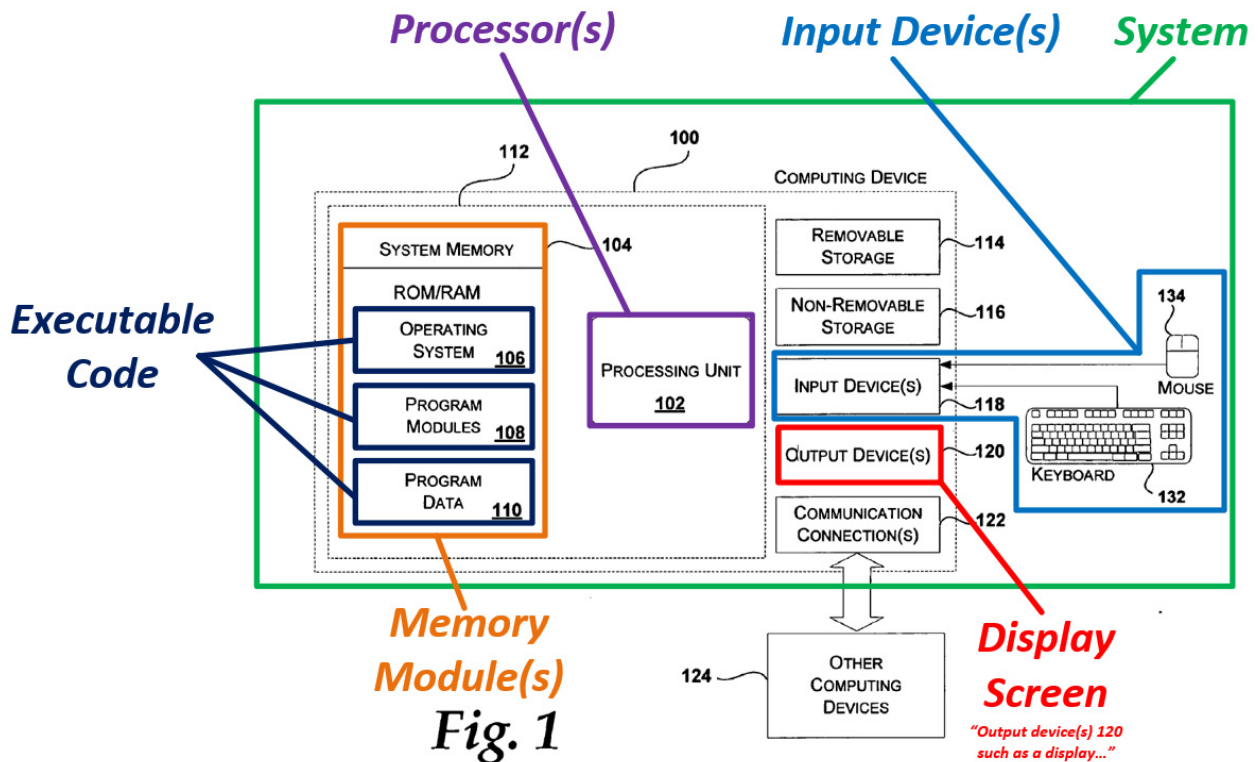 Processor(s)
Input Device(s)
System
100
112
COMPUTING DEVICE
SYSTEM MEMORY
104
ROM/RAM
OPERATING
SYSTEM
106
PROGRAM
MODULES
108
PROGRAM
DATA
110
Executable
Code
PROCESSING UNIT
102
REMOVABLE
STORAGE
114
NON-REMOVABLE
STORAGE
116
INPUT DEVICE(S)
118
OUTPUT DEVICE(S)
120
COMMUNICATION
CONNECTION(S)
122
134
MOUSE
KEYBOARD
132
Memory
Module(s)
Display
Screen
“Output device(s) 120
such as a display...”
124
OTHER
COMPUTING
DEVICES
Fig. 1